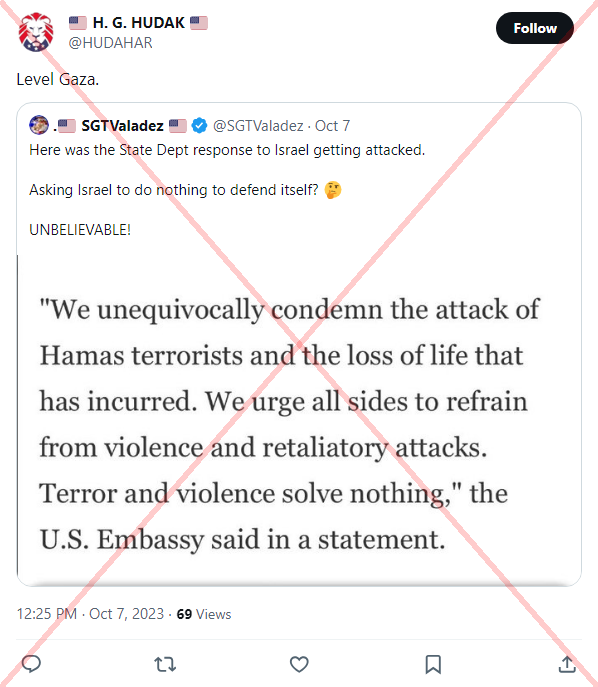 H. G. HUDAK
@HUDAHAR
Follow
Level Gaza.
. SGTValadez @SGTValadez · Oct 7
Here was the State Dept response to Israel getting attacked.
Asking Israel to do nothing to defend itself? 🤔
UNBELIEVABLE!
"We unequivocally condemn the attack of
Hamas terrorists and the loss of life that
has incurred. We urge all sides to refrain
from violence and retaliatory attacks.
Terror and violence solve nothing," the
U.S. Embassy said in a statement.
12:25 PM · Oct 7, 2023 · 69 Views